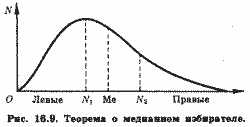 N
O Левые N₁ Me N₂ Правые
Рис. 16.9. Теорема о медианном избирателе.